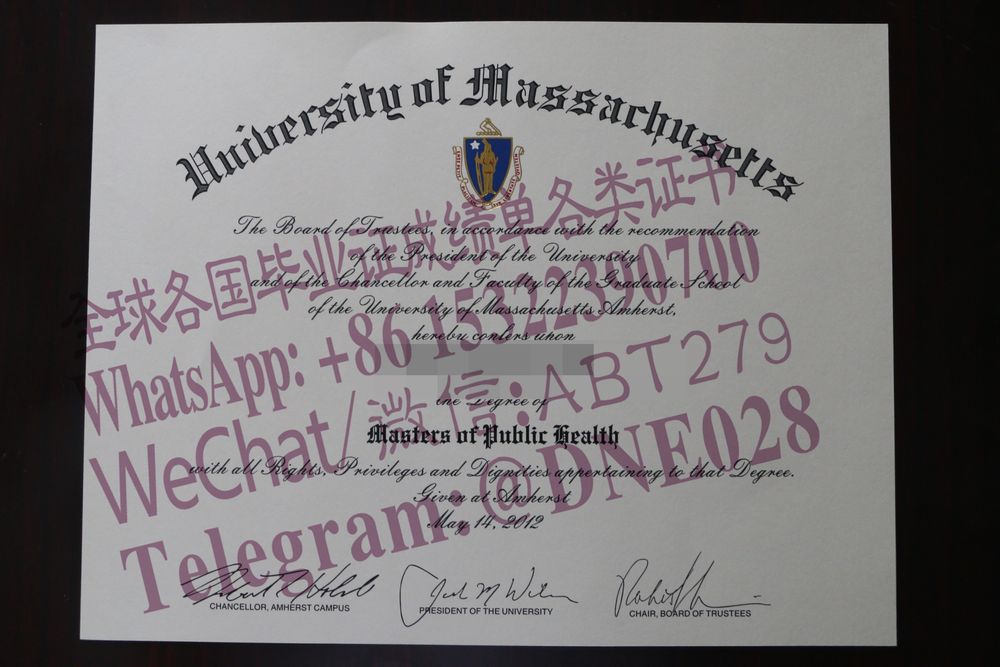 University of Massachusetts
The Board of Trustees, in accordance with the recommendation
of the President of the University
and of the Chancellor and Faculty of the Graduate School
of the University of Massachusetts Amherst,
hereby confers upon
the Degree of
Masters of Public Health
with all Rights, Privileges and Dignities appertaining to that Degree.
Given at Amherst
May 14, 2012
CHANCELLOR, AMHERST CAMPUS
PRESIDENT OF THE UNIVERSITY
CHAIR, BOARD OF TRUSTEES
全球各国毕业证成绩单各类证书
WhatsApp: +86 15522380700
WeChat/微信:ABT279
Telegram: @DNE028